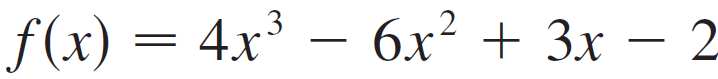 f(x) = 4x³ − 6x² + 3x − 2